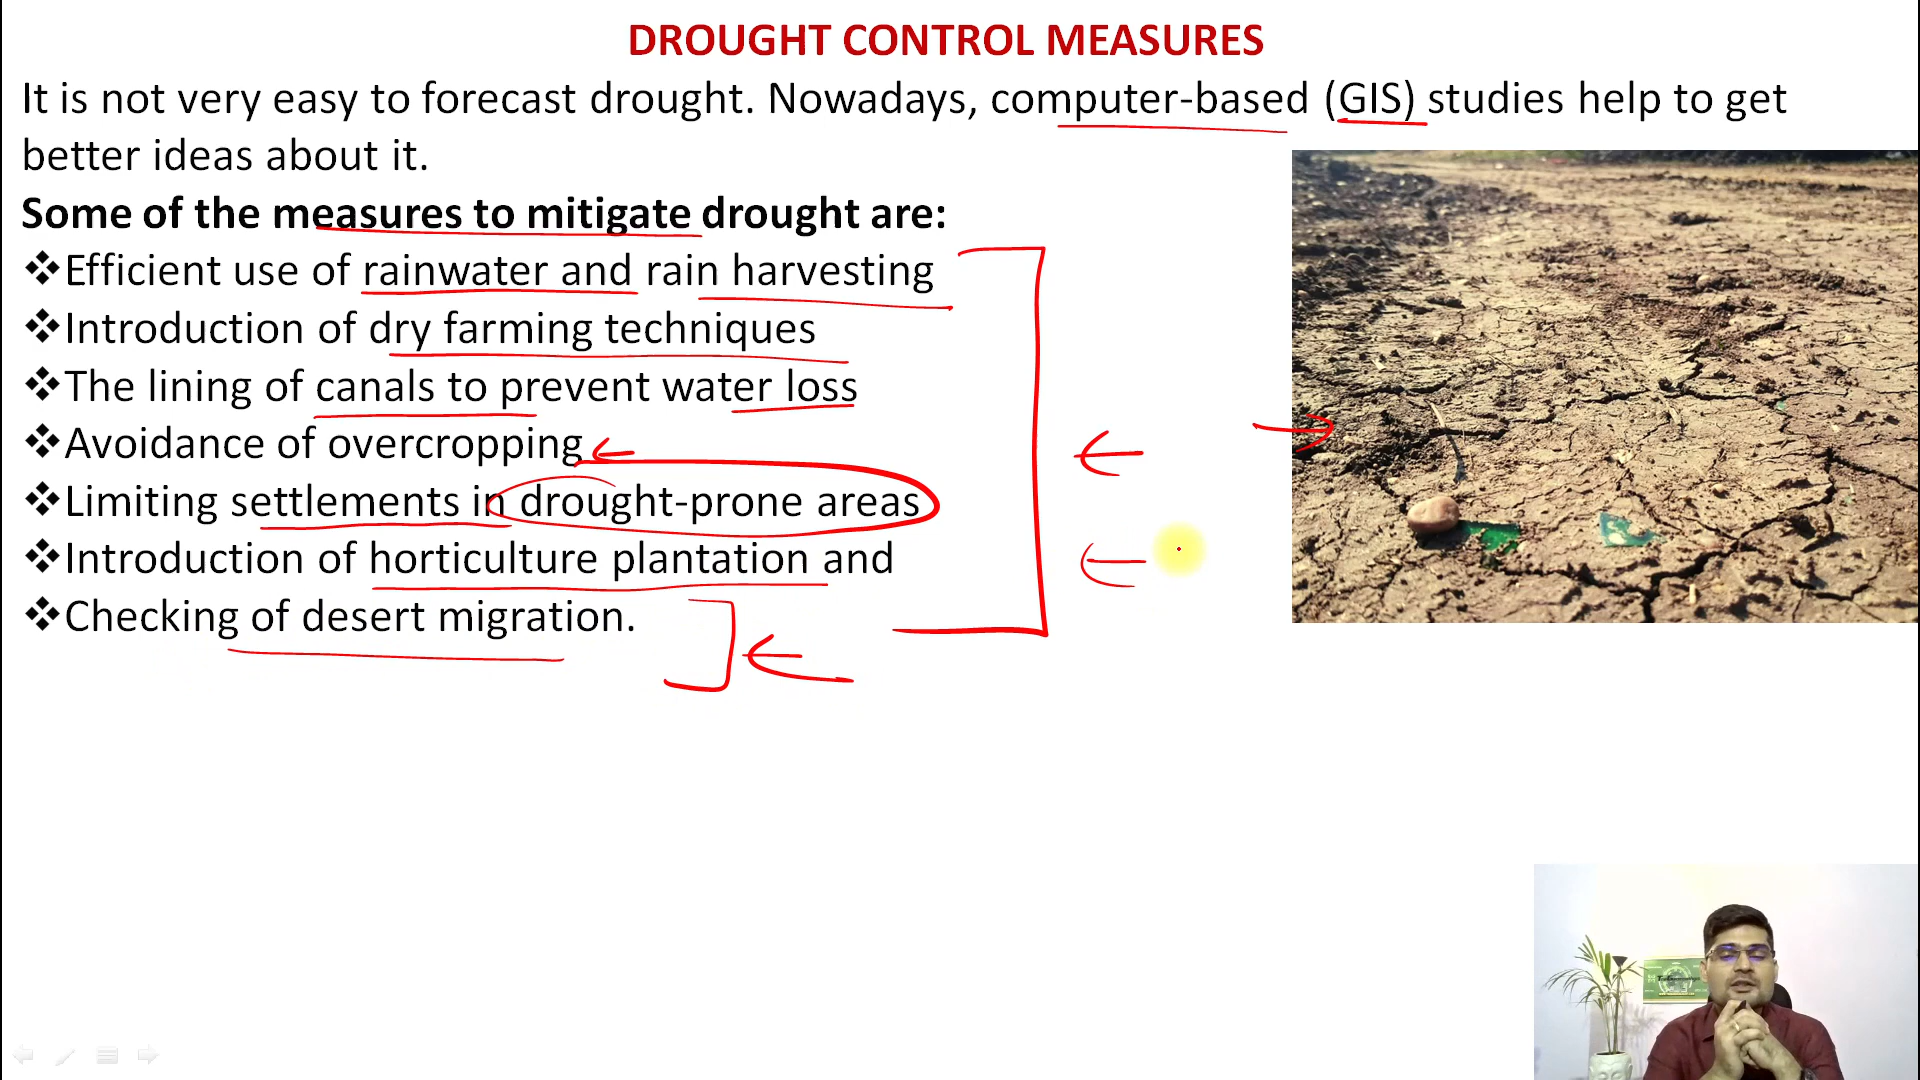 DROUGHT CONTROL MEASURES
It is not very easy to forecast drought. Nowadays, computer-based (GIS) studies help to get
better ideas about it.
Some of the measures to mitigate drought are:
❖Efficient use of rainwater and rain harvesting
❖Introduction of dry farming techniques
❖The lining of canals to prevent water loss
❖Avoidance of overcropping
❖Limiting settlements in drought-prone areas
❖Introduction of horticulture plantation and
❖Checking of desert migration.